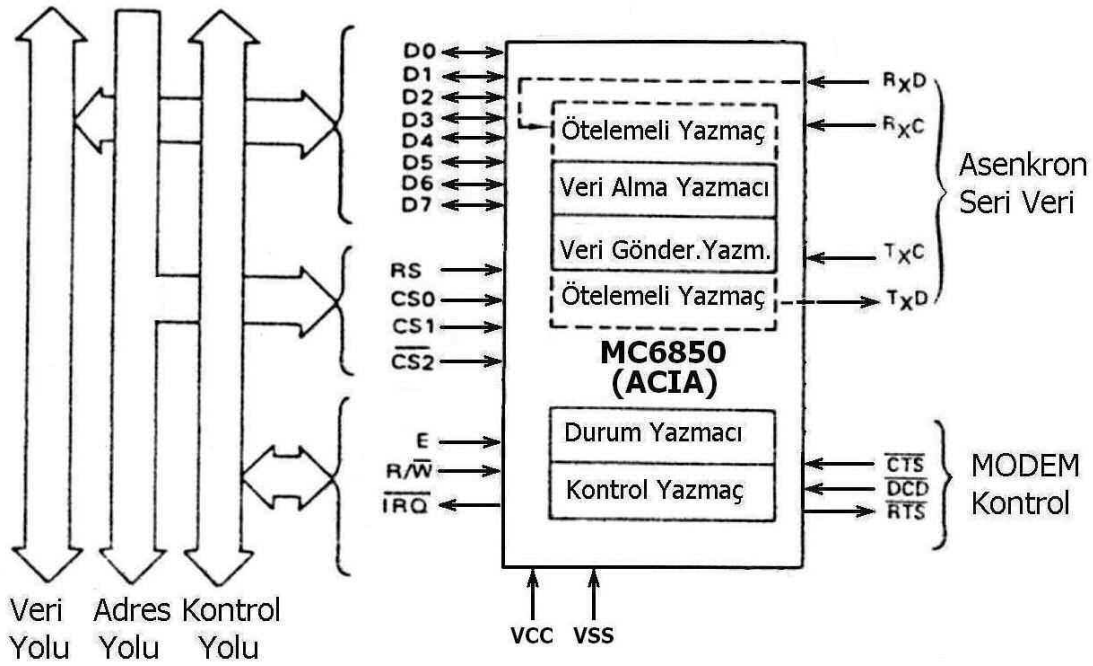 D0
D1
D2
D3
D4
D5
D6
D7
RS
CS0
CS1
CS2
E
R/W
IRQ
Veri
Yolu
Adres
Yolu
Kontrol
Yolu
Ötelemeli Yazmaç
Veri Alma Yazmacı
Veri Gönder.Yazm.
Ötelemeli Yazmaç
MC6850
(ACIA)
Durum Yazmacı
Kontrol Yazmaç
VCC
VSS
RXD
RXC
TXC
TXD
Asenkron
Seri Veri
CTS
DCD
RTS
MODEM
Kontrol